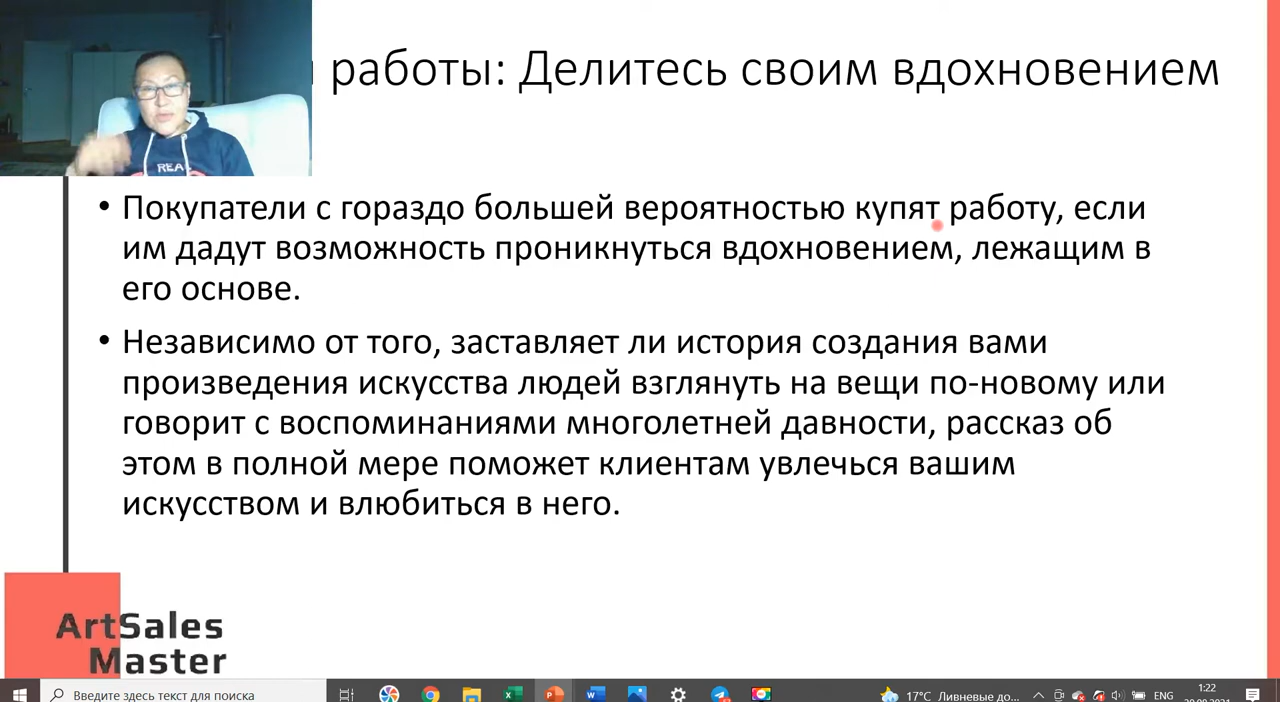 работы: Делитесь своим вдохновением
REA
• Покупатели с гораздо большей вероятностью купят работу, если
им дадут возможность проникнуться вдохновением, лежащим в
его основе.
• Независимо от того, заставляет ли история создания вами
произведения искусства людей взглянуть на вещи по-новому или
говорит с воспоминаниями многолетней давности, рассказ об
этом в полной мере поможет клиентам увлечься вашим
искусством и влюбиться в него.
ArtSales
Master
Введите здесь текст для поиска
17°C Ливневые до...
ENG
1:22